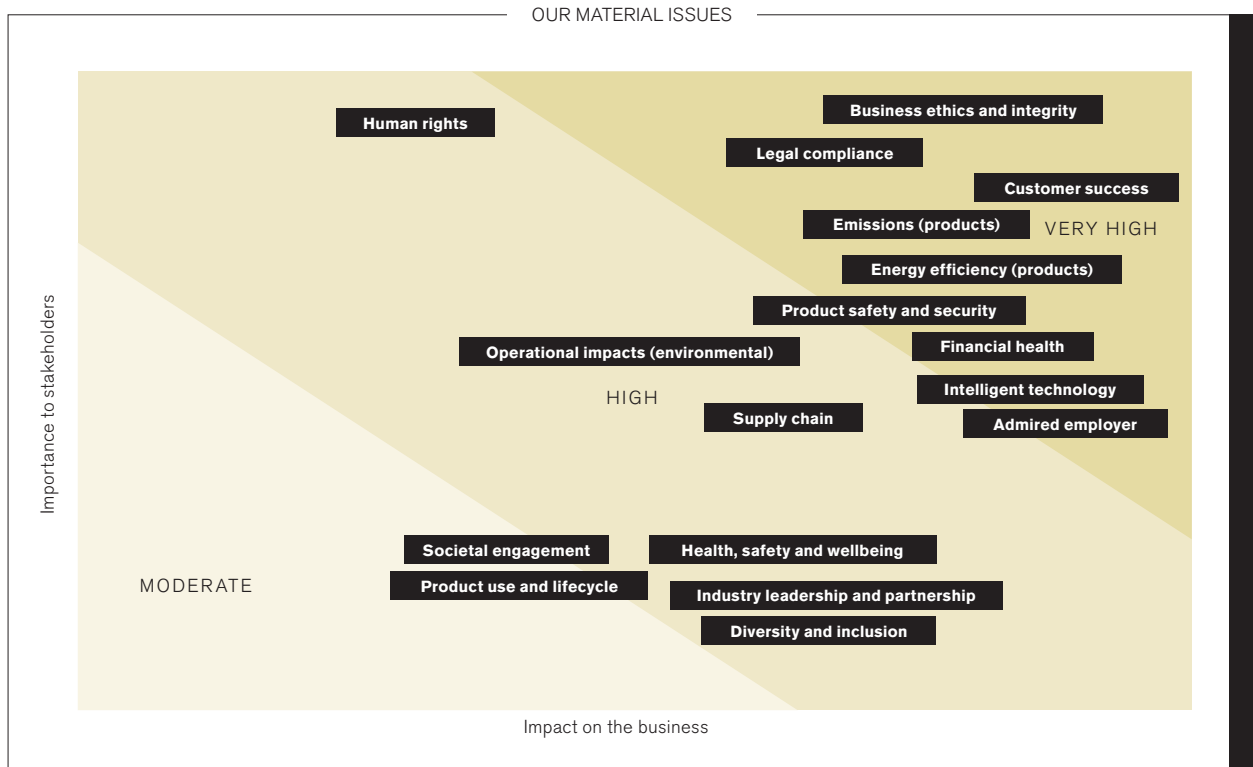 OUR MATERIAL ISSUES
Human rights
Business ethics and integrity
Legal compliance
Customer success
Emissions (products)
VERY HIGH
Energy efficiency (products)
Product safety and security
Operational impacts (environmental)
Financial health
HIGH
Intelligent technology
Supply chain
Admired employer
Importance to stakeholders
Societal engagement
Health, safety and wellbeing
MODERATE
Product use and lifecycle
Industry leadership and partnership
Diversity and inclusion
Impact on the business